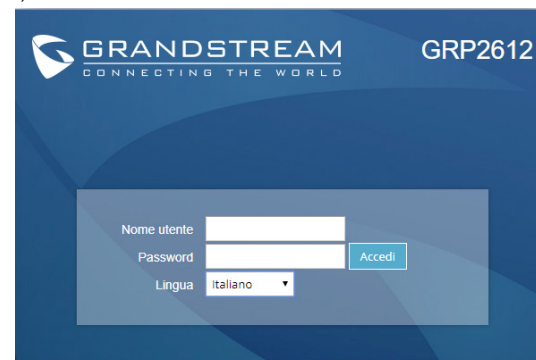 GRANDSTREAM
CONNECTING THE WORLD
GRP2612
Nome utente
Password
Accedi
Lingua
Italiano